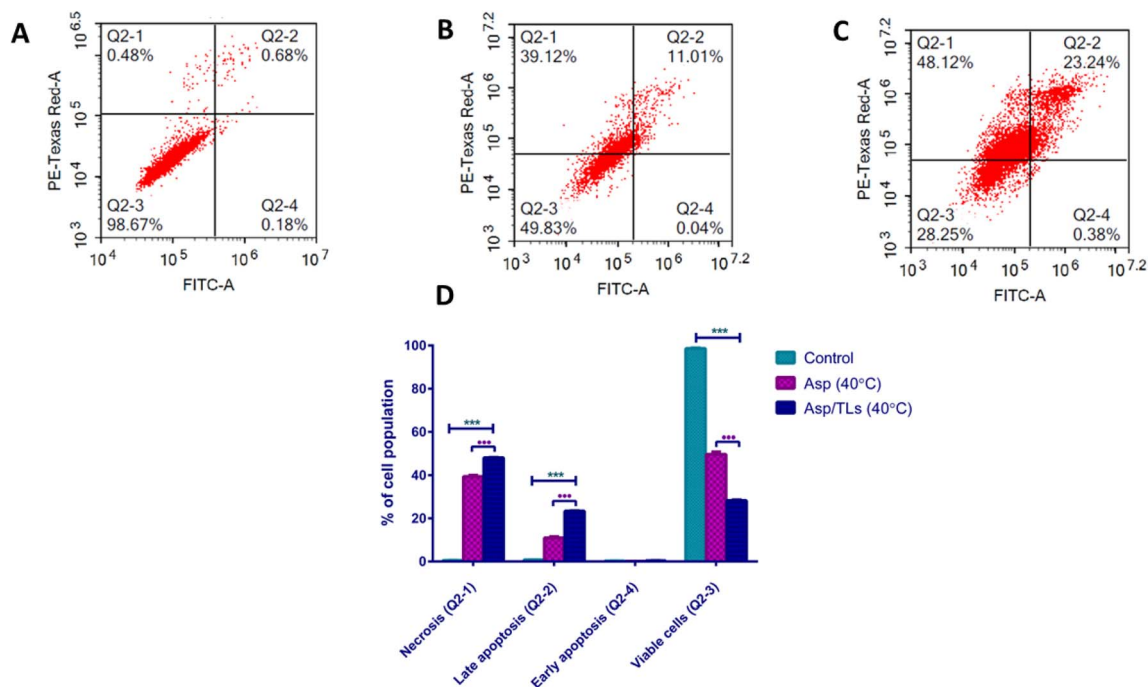 A
Q2-1
0.48%
Q2-2
0.68%
Q2-3
98.67%
Q2-4
0.18%
PE-Texas Red-A
10^3 10^4 10^5 10^6.5
10^4 10^5 10^6 10^7
FITC-A
B
Q2-1
39.12%
Q2-2
11.01%
Q2-3
49.83%
Q2-4
0.04%
PE-Texas Red-A
10^3 10^4 10^5 10^6 10^7.2
10^3 10^4 10^5 10^6 10^7.2
FITC-A
C
Q2-1
48.12%
Q2-2
23.24%
Q2-3
28.25%
Q2-4
0.38%
PE-Texas Red-A
10^3 10^4 10^5 10^6 10^7.2
10^3 10^4 10^5 10^6 10^7.2
FITC-A
D
% of cell population
100
80
60
40
20
0
***
•••
***
•••
***
•••
Necrosis (Q2-1)
Late apoptosis (Q2-2)
Early apoptosis (Q2-4)
Viable cells (Q2-3)
Control
Asp (40°C)
Asp/TLs (40°C)